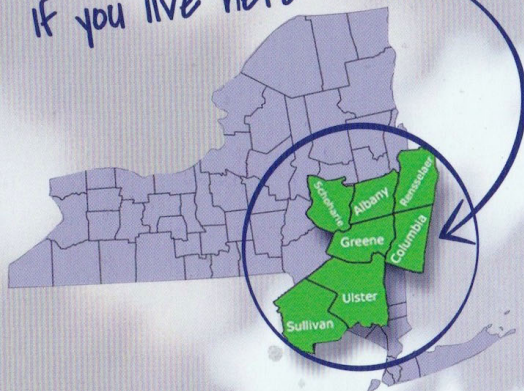 If you live here
Schoharie
Albany
Rensselaer
Greene
Columbia
Ulster
Sullivan